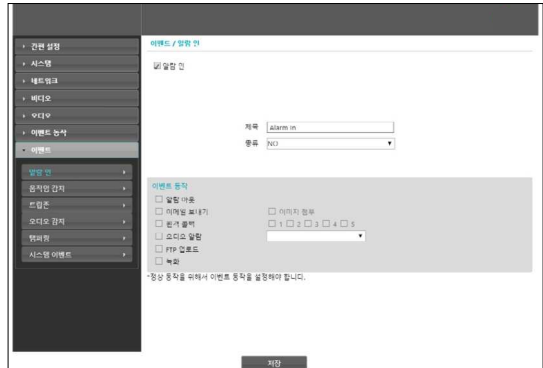 간편 설정
시스템
네트워크
비디오
오디오
이벤트 동작
이벤트
알람 인
움직임 감지
트립존
오디오 감지
탬퍼링
시스템 이벤트
이벤트 / 알람 인
알람 인
제목 Alarm In
종류 NO
이벤트 동작
알람 아웃
이메일 보내기 이미지 첨부
원격 출력 1 2 3 4 5
오디오 알람
FTP 업로드
녹화
*정상 동작을 위해서 이벤트 동작을 설정해야 합니다.
저장